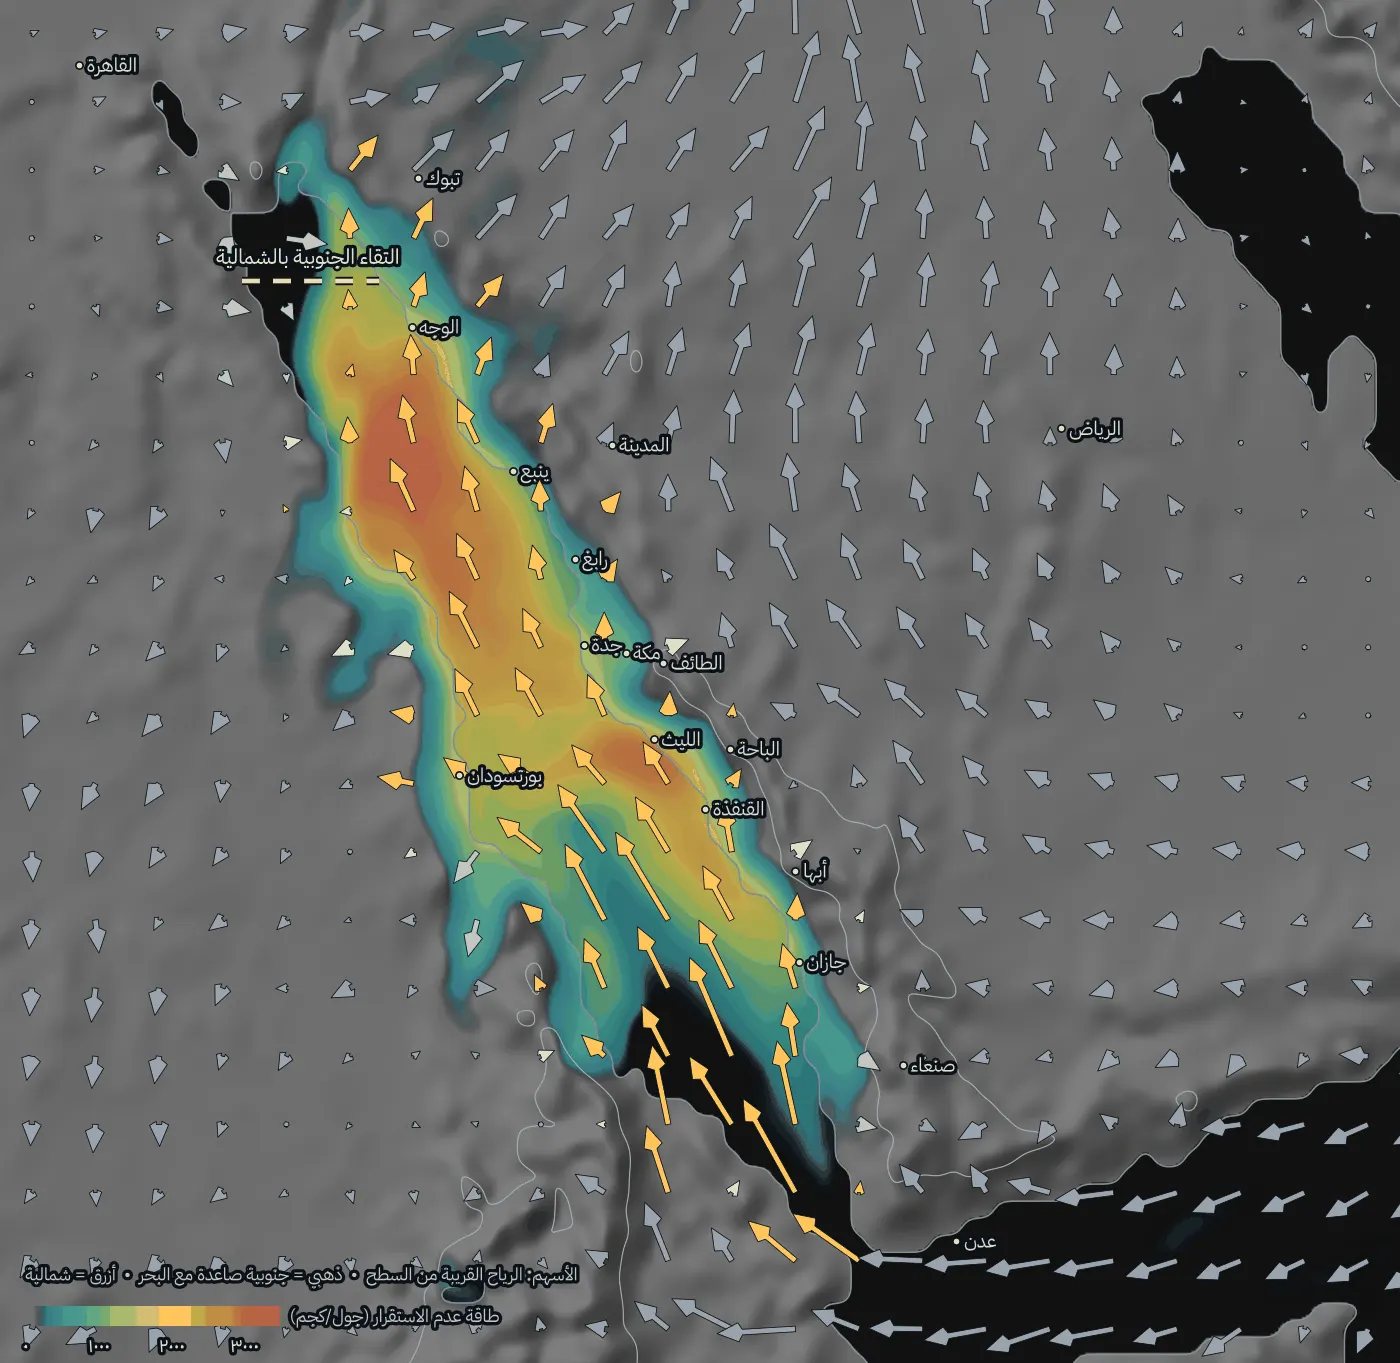 القاهرة
تبوك
التقاء الجنوبية بالشمالية
الوجه
الرياض
المدينة
ينبع
رابغ
جدة
مكة
الطائف
الليث
الباحة
بورتسودان
القنفذة
أبها
جازان
صنعاء
عدن
الأسهم: الرياح القريبة من السطح • ذهبي = جنوبية صاعدة مع البحر • أزرق = شمالية
طاقة عدم الاستقرار (جول/كجم)
٠ ١٠٠٠ ٢٠٠٠ ٣٠٠٠